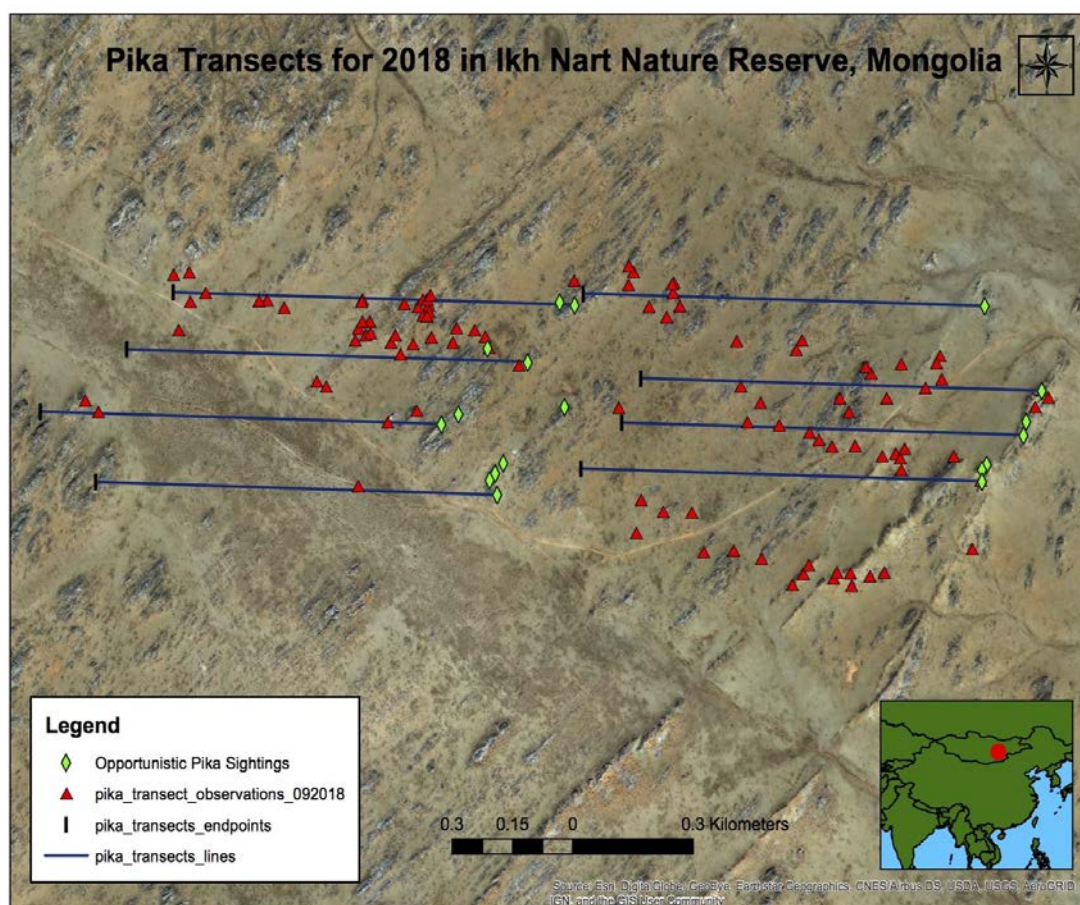 Pika Transects for 2018 in Ikh Nart Nature Reserve, Mongolia
Legend
Opportunistic Pika Sightings
pika_transect_observations_092018
pika_transects_endpoints
pika_transects_lines
0.3 0.15 0 0.3 Kilometers
Source: Esri, DigitalGlobe, GeoEye, Earthstar Geographics, CNES/Airbus DS, USDA, USGS, AeroGRID,
IGN, and the GIS User Community